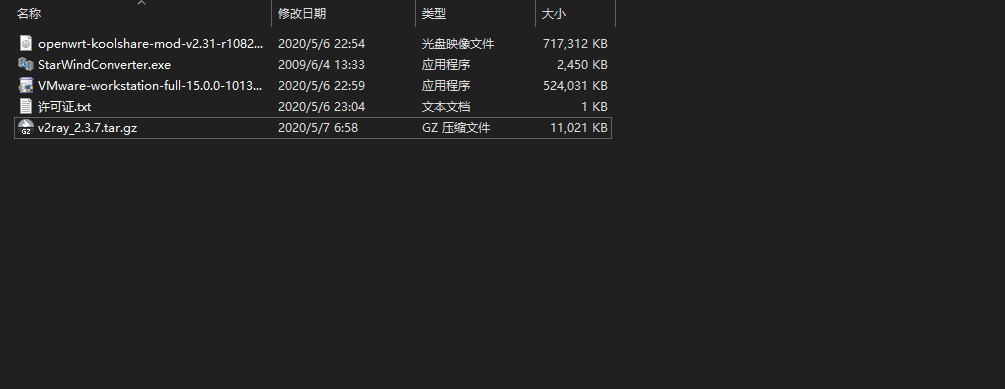 名称 修改日期 类型 大小
openwrt-koolshare-mod-v2.31-r1082... 2020/5/6 22:54 光盘映像文件 717,312 KB
StarWindConverter.exe 2009/6/4 13:33 应用程序 2,450 KB
VMware-workstation-full-15.0.0-1013... 2020/5/6 22:59 应用程序 524,031 KB
许可证.txt 2020/5/6 23:04 文本文档 1 KB
v2ray_2.3.7.tar.gz 2020/5/7 6:58 GZ 压缩文件 11,021 KB